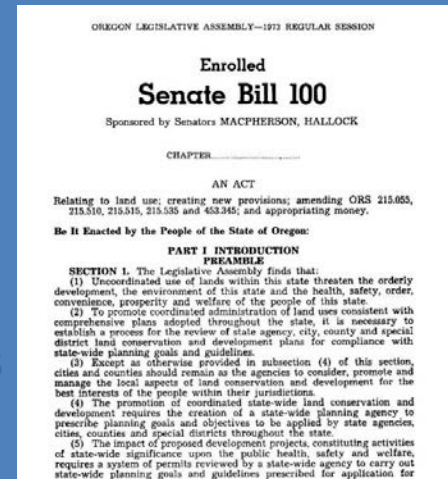 OREGON LEGISLATIVE ASSEMBLY—1973 REGULAR SESSION
Enrolled
Senate Bill 100
Sponsored by Senators MACPHERSON, HALLOCK
CHAPTER
AN ACT
Relating to land use; creating new provisions; amending ORS 215.055,
215.510, 215.515, 215.535 and 453.345; and appropriating money.
Be It Enacted by the People of the State of Oregon:
PART I INTRODUCTION
PREAMBLE
SECTION 1. The Legislative Assembly finds that:
(1) Uncoordinated use of lands within this state threaten the orderly
development, the environment of this state and the health, safety, order,
convenience, prosperity and welfare of the people of this state.
(2) To promote coordinated administration of land uses consistent with
comprehensive plans adopted throughout the state, it is necessary to
establish a process for the review of state agency, city, county and special
district land conservation and development plans for compliance with
state-wide planning goals and guidelines.
(3) Except as otherwise provided in subsection (4) of this section,
cities and counties should remain as the agencies to consider, promote and
manage the local aspects of land conservation and development for the
best interests of the people within their jurisdictions.
(4) The promotion of coordinated state-wide land conservation and
development requires the creation of a state-wide planning agency to
prescribe planning goals and objectives to be applied by state agencies,
cities, counties and special districts throughout the state.
(5) The impact of proposed development projects, constituting activities
of state-wide significance upon the public health, safety and welfare,
requires a system of permits reviewed by a state-wide agency to carry out
state-wide planning goals and guidelines prescribed for application for